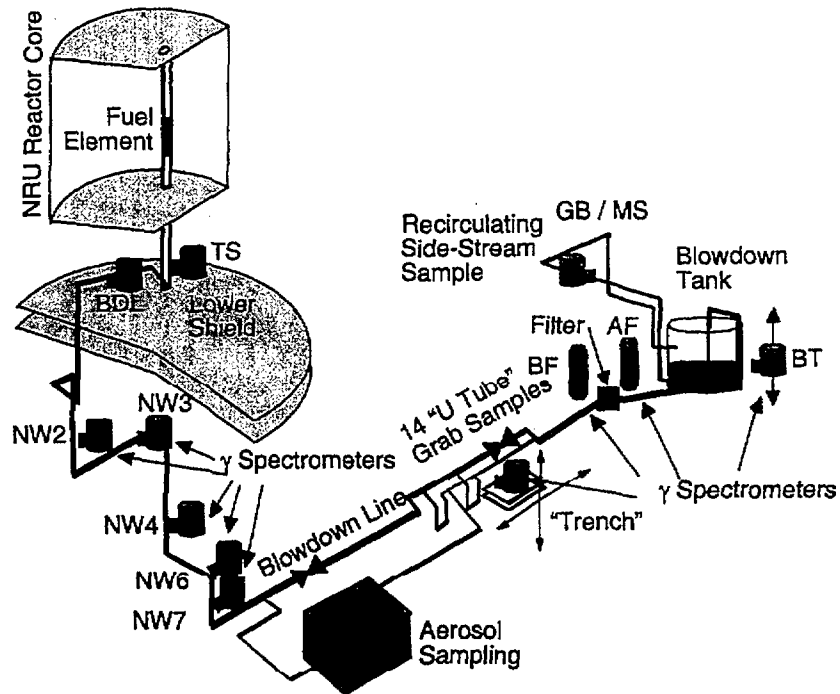 NRU Reactor Core
Fuel
Element
TS
BDL
Lower
Shield
GB / MS
Recirculating
Side-Stream
Sample
Blowdown
Tank
Filter
AF
BF
BT
14 "U Tube"
Grab Samples
NW3
NW2
γ Spectrometers
NW4
Blowdown Line
γ Spectrometers
"Trench"
NW6
NW7
Aerosol
Sampling